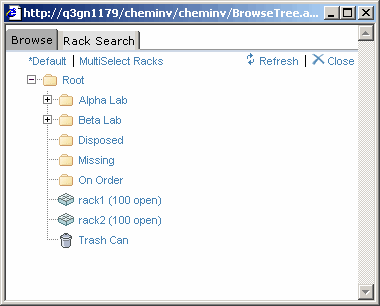 http://q3gn1179/cheminv/cheminv/BrowseTree.a...
Browse Rack Search
*Default | MultiSelect Racks Refresh | Close
Root
Alpha Lab
Beta Lab
Disposed
Missing
On Order
rack1 (100 open)
rack2 (100 open)
Trash Can